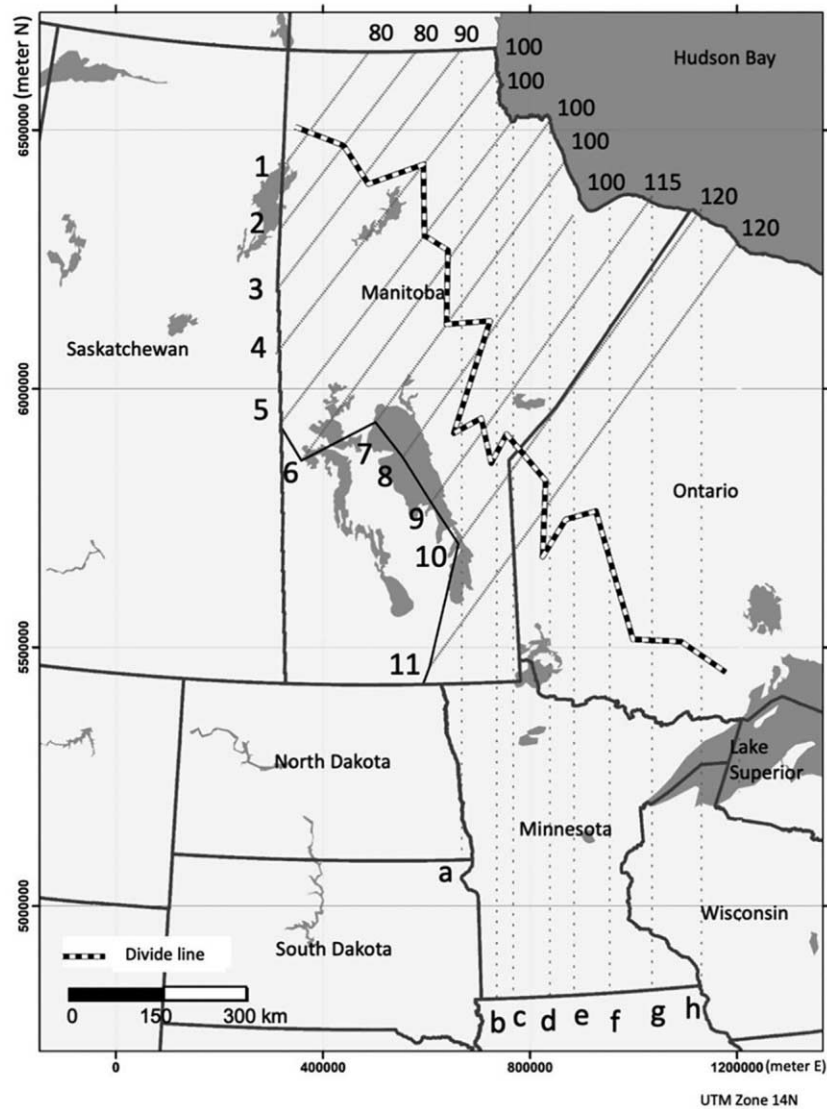 80 80 90 100
Hudson Bay
100
100
100
100 115 120
120
6500000 (meter N)
6000000
5500000
5000000
1
2
3
4
5
6
7
8
9
10
11
Manitoba
Saskatchewan
Ontario
North Dakota
Minnesota
Lake
Superior
a
South Dakota
Wisconsin
Divide line
0 150 300 km
b c d e f g h
0 400000 800000 1200000 (meter E)
UTM Zone 14N